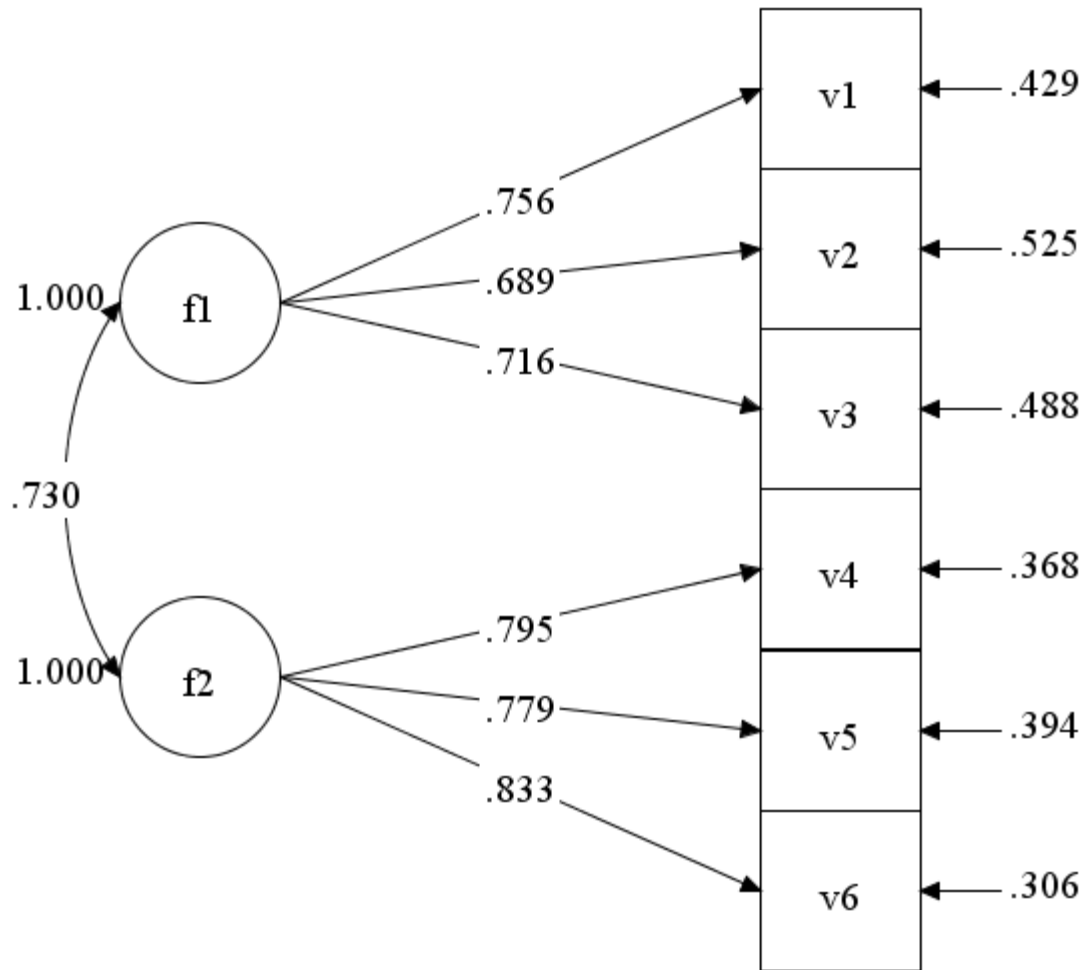 v1
.429
.756
v2
.525
.689
1.000
f1
.716
v3
.488
.730
v4
.368
.795
1.000
f2
.779
v5
.394
.833
v6
.306